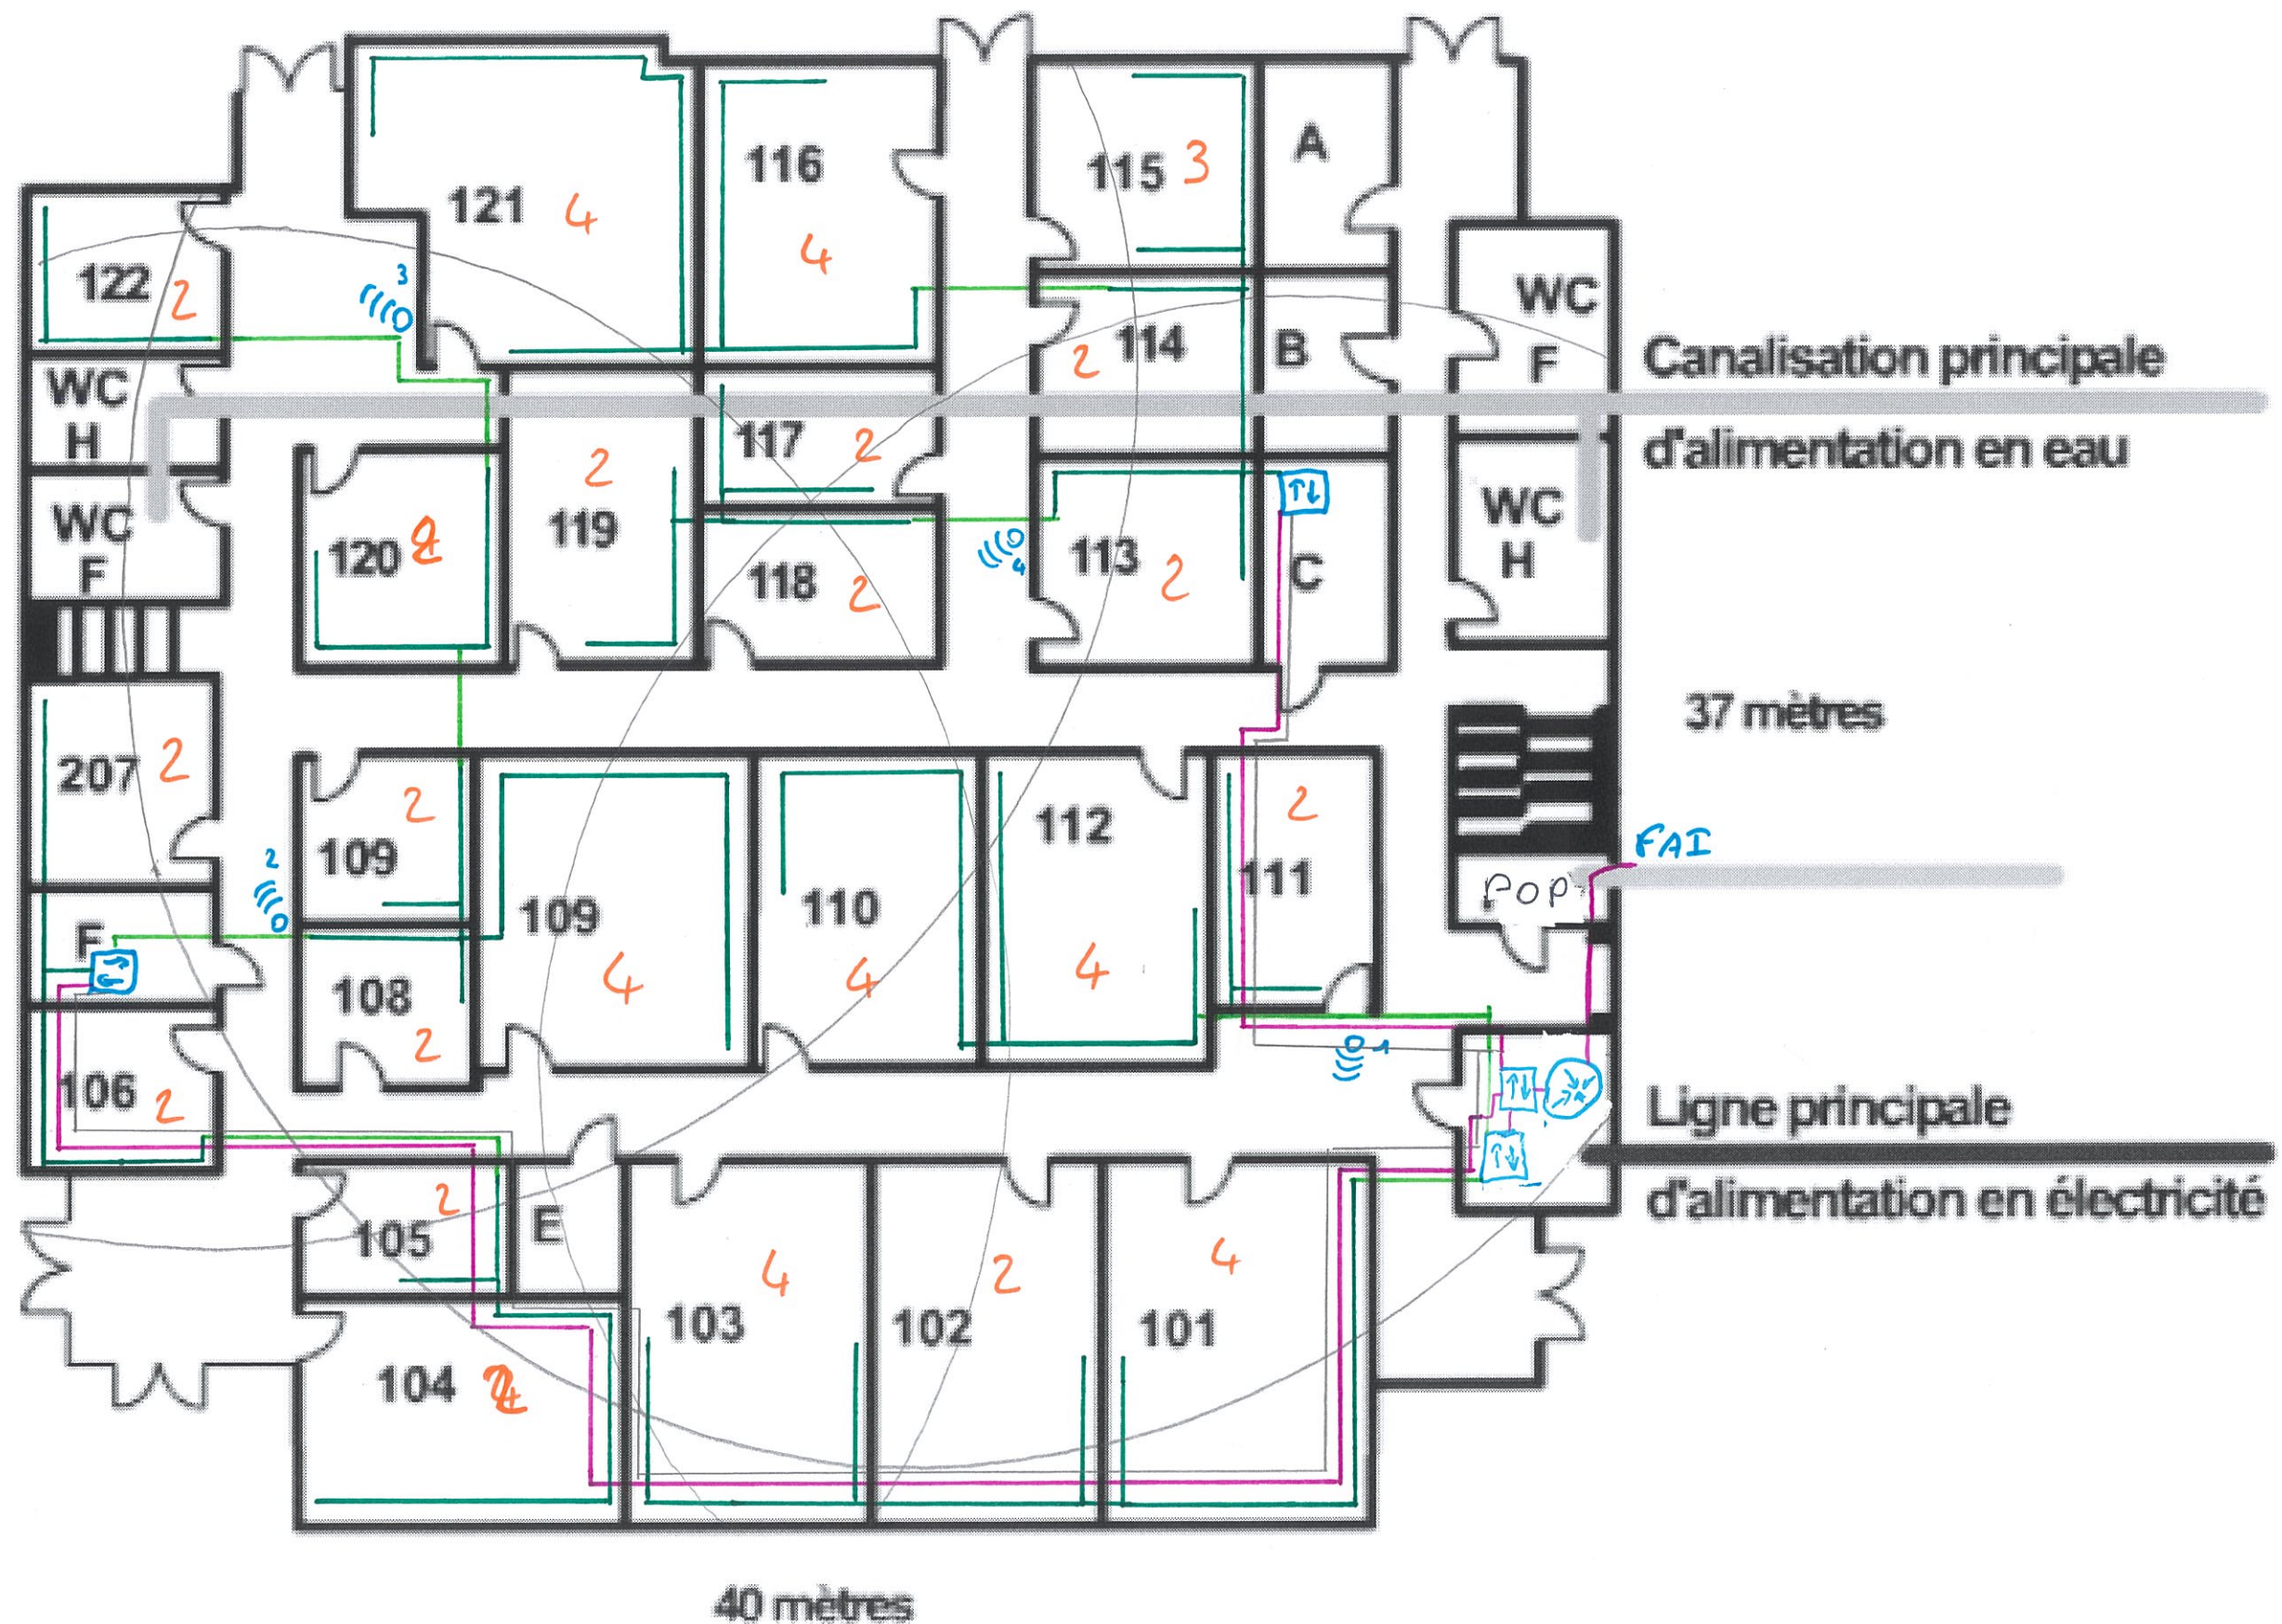 116
115 3
A
121 4
4
122 2
3
WC
F
114
2
B
Canalisation principale
d'alimentation en eau
WC
H
117 2
2
119
WC
F
120
118 2
4
113 2
C
WC
H
37 mètres
207 2
2
109
2
109
4
110
4
112
4
2
111
FAI
POP
F
108
2
1
106 2
Ligne principale
d'alimentation en électricité
2
105
E
4
103
2
102
4
101
104
40 mètres